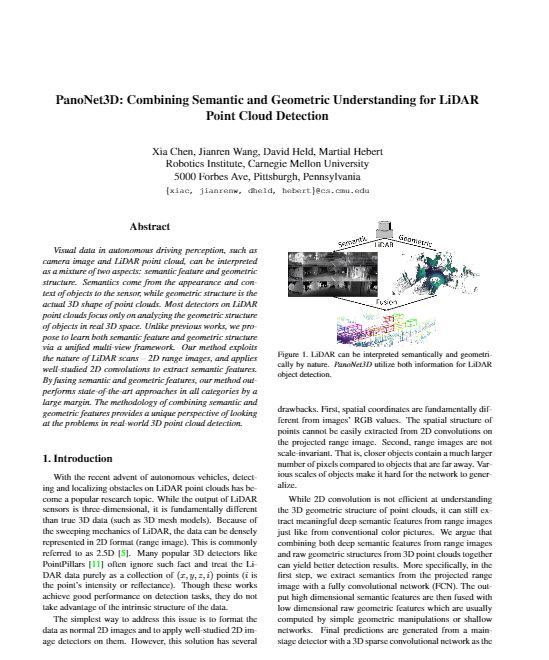 PanoNet3D: Combining Semantic and Geometric Understanding for LiDAR
Point Cloud Detection
Xia Chen, Jianren Wang, David Held, Martial Hebert
Robotics Institute, Carnegie Mellon University
5000 Forbes Ave, Pittsburgh, Pennsylvania
{xiac, jianrenw, dheld, hebert}@cs.cmu.edu
Abstract
Visual data in autonomous driving perception, such as
camera image and LiDAR point cloud, can be interpreted
as a mixture of two aspects: semantic feature and geometric
structure. Semantics come from the appearance and con-
text of objects to the sensor, while geometric structure is the
actual 3D shape of point clouds. Most detectors on LiDAR
point clouds focus only on analyzing the geometric structure
of objects in real 3D space. Unlike previous works, we pro-
pose to learn both semantic feature and geometric structure
via a unified multi-view framework. Our method exploits
the nature of LiDAR scans – 2D range images, and applies
well-studied 2D convolutions to extract semantic features.
By fusing semantic and geometric features, our method out-
performs state-of-the-art approaches in all categories by a
large margin. The methodology of combining semantic and
geometric features provides a unique perspective of looking
at the problems in real-world 3D point cloud detection.
1. Introduction
With the recent advent of autonomous vehicles, detect-
ing and localizing obstacles on LiDAR point clouds has be-
come a popular research topic. While the output of LiDAR
sensors is three-dimensional, it is fundamentally different
than true 3D data (such as 3D mesh models). Because of
the sweeping mechanics of LiDAR, the data can be densely
represented in 2D format (range image). This is commonly
referred to as 2.5D [5]. Many popular 3D detectors like
PointPillars [11] often ignore such fact and treat the Li-
DAR data purely as a collection of (x, y, z, i) points (i is
the point's intensity or reflectance). Though these works
achieve good performance on detection tasks, they do not
take advantage of the intrinsic structure of the data.
The simplest way to address this issue is to format the
data as normal 2D images and to apply well-studied 2D im-
age detectors on them. However, this solution has several
Semantic
LiDAR
Geometric
Fusion
Figure 1. LiDAR can be interpreted semantically and geometri-
cally by nature. PanoNet3D utilize both information for LiDAR
object detection.
drawbacks. First, spatial coordinates are fundamentally dif-
ferent from images' RGB values. The spatial structure of
points cannot be easily extracted from 2D convolutions on
the projected range image. Second, range images are not
scale-invariant. That is, closer objects contain a much larger
number of pixels compared to objects that are far away. Var-
ious scales of objects make it hard for the network to gener-
alize.
While 2D convolution is not efficient at understanding
the 3D geometric structure of point clouds, it can still ex-
tract meaningful deep semantic features from range images
just like from conventional color pictures. We argue that
combining both deep semantic features from range images
and raw geometric structures from 3D point clouds together
can yield better detection results. More specifically, in the
first step, we extract semantics from the projected range
image with a fully convolutional network (FCN). The out-
put high dimensional semantic features are then fused with
low dimensional raw geometric features which are usually
computed by simple geometric manipulations or shallow
networks. Final predictions are generated from a main-
stage detector with a 3D sparse convolutional network as the